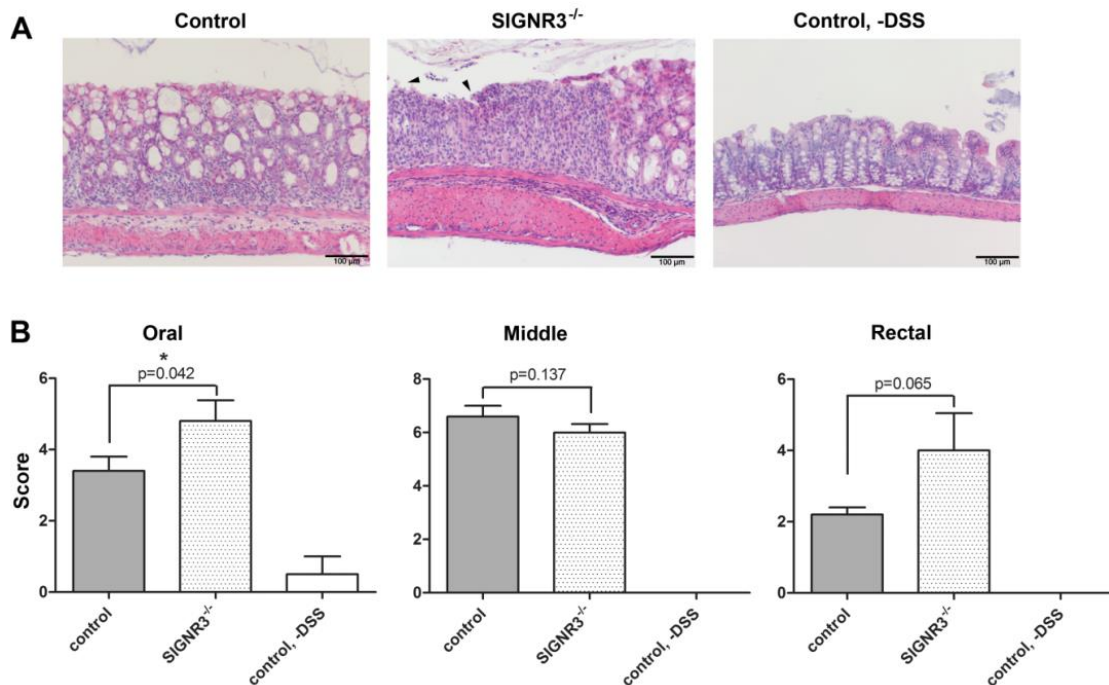 A
Control
SIGNR3-/-
Control, -DSS
100 µm
100 µm
100 µm
B
Oral
*
p=0.042
Score
6
4
2
0
control
SIGNR3-/-
control, -DSS
Middle
p=0.137
8
6
4
2
0
control
SIGNR3-/-
control, -DSS
Rectal
p=0.065
6
4
2
0
control
SIGNR3-/-
control, -DSS